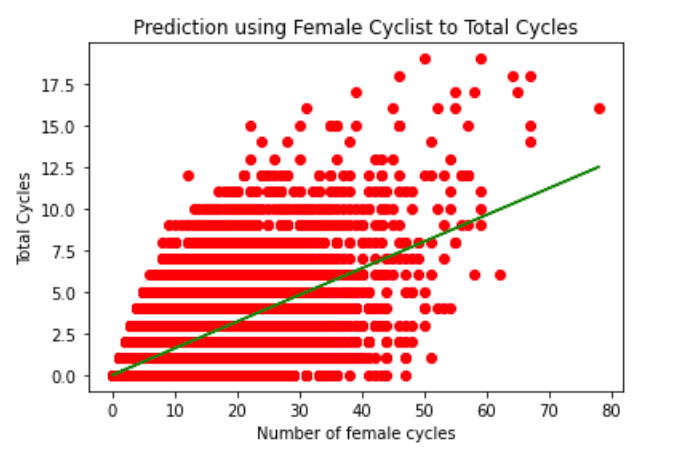 Prediction using Female Cyclist to Total Cycles
Total Cycles
17.5
15.0
12.5
10.0
7.5
5.0
2.5
0.0
0 10 20 30 40 50 60 70 80
Number of female cycles